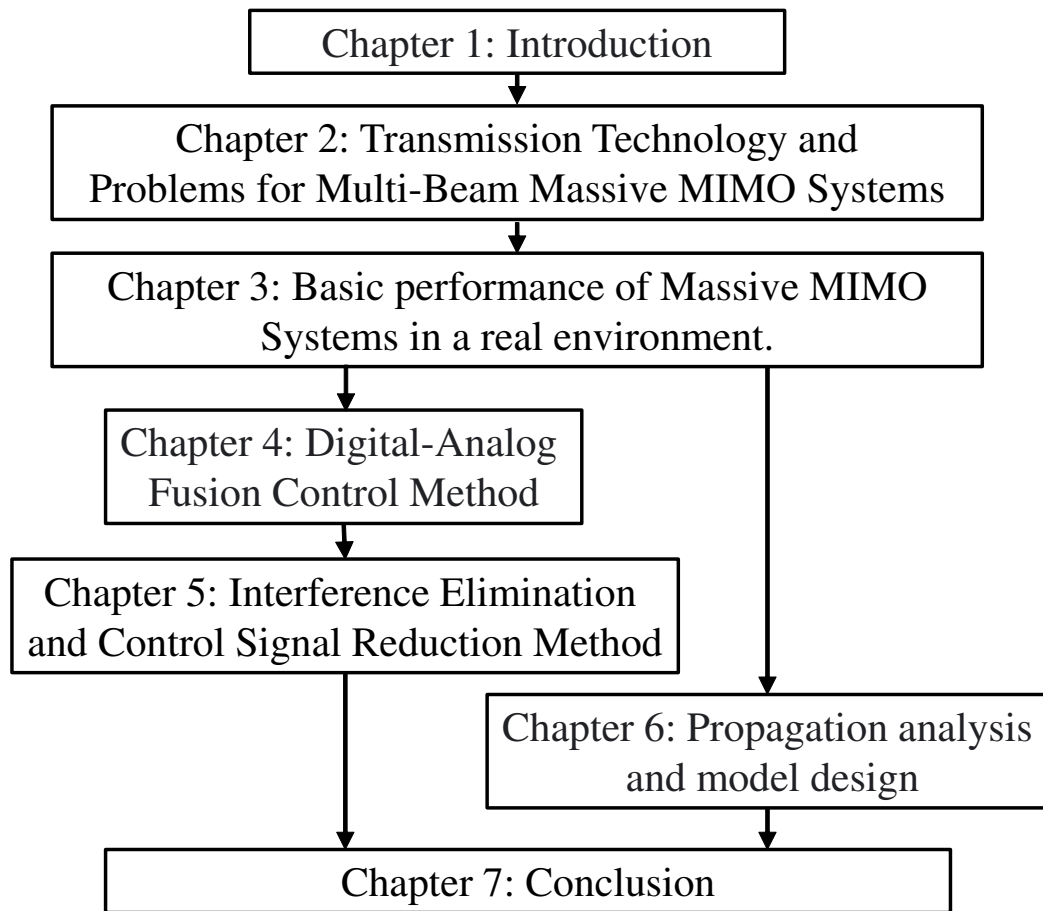 Chapter 1: Introduction
Chapter 2: Transmission Technology and
Problems for Multi-Beam Massive MIMO Systems
Chapter 3: Basic performance of Massive MIMO
Systems in a real environment.
Chapter 4: Digital-Analog
Fusion Control Method
Chapter 5: Interference Elimination
and Control Signal Reduction Method
Chapter 6: Propagation analysis
and model design
Chapter 7: Conclusion